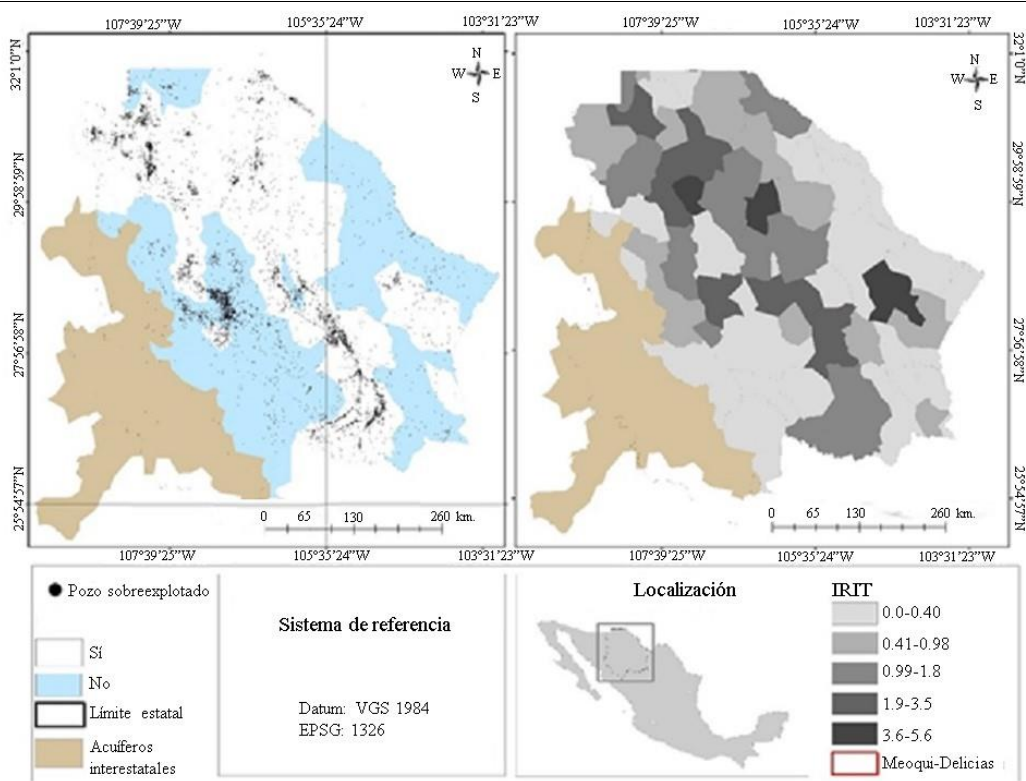 107°39'25"W 105°35'24"W 103°31'23"W
107°39'25"W 105°35'24"W 103°31'23"W
32°1'0"N
29°58'59"N
27°56'58"N
25°54'57"N
N
W E
S
0 65 130 260 km.
N
W E
S
0 65 130 260 km.
32°1'0"N
29°58'59"N
27°56'58"N
25°54'57"N
107°39'25"W 105°35'24"W 103°31'23"W
107°39'25"W 105°35'24"W 103°31'23"W
Pozo sobreexplotado
Sí
No
Límite estatal
Acuíferos
interestatales
Sistema de referencia
Datum: VGS 1984
EPSG: 1326
Localización
IRIT
0.0-0.40
0.41-0.98
0.99-1.8
1.9-3.5
3.6-5.6
Meoqui-Delicias